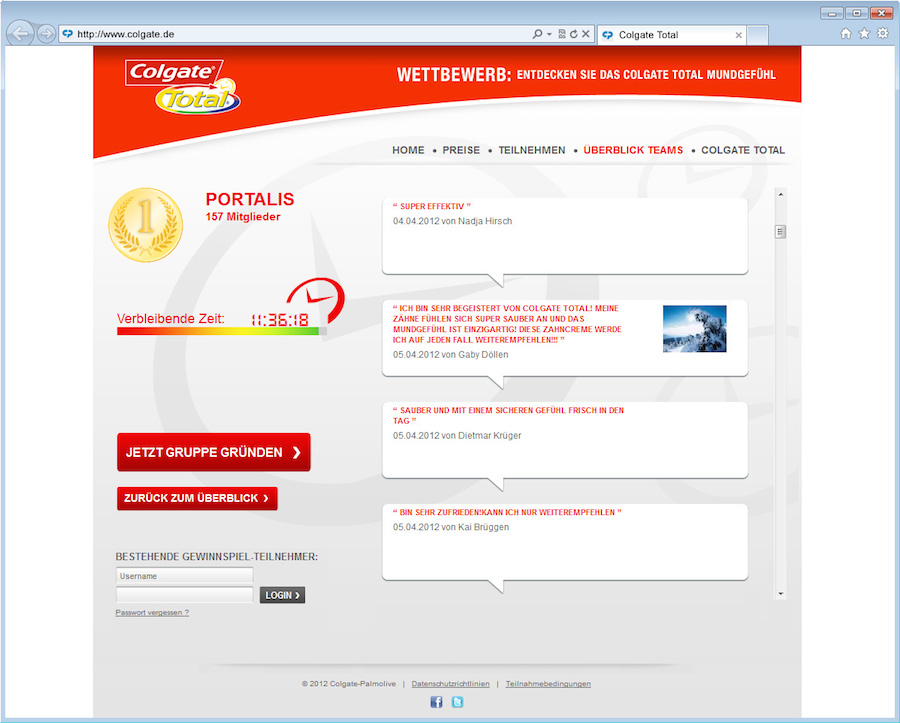 http://www.colgate.de
Colgate Total
Colgate®
Total
WETTBEWERB: ENTDECKEN SIE DAS COLGATE TOTAL MUNDGEFÜHL
HOME • PREISE • TEILNEHMEN • ÜBERBLICK TEAMS • COLGATE TOTAL
1
PORTALIS
157 Mitglieder
Verbleibende Zeit: 11:36:18
JETZT GRUPPE GRÜNDEN ❯
ZURÜCK ZUM ÜBERBLICK ❯
BESTEHENDE GEWINNSPIEL-TEILNEHMER:
Username
LOGIN ❯
Passwort vergessen ?
“ SUPER EFFEKTIV ”
04.04.2012 von Nadja Hirsch
“ ICH BIN SEHR BEGEISTERT VON COLGATE TOTAL! MEINE
ZÄHNE FÜHLEN SICH SUPER SAUBER AN UND DAS
MUNDGEFÜHL IST EINZIGARTIG! DIESE ZAHNCREME WERDE
ICH AUF JEDEN FALL WEITEREMPFEHLEN!!! ”
05.04.2012 von Gaby Döllen
“ SAUBER UND MIT EINEM SICHEREN GEFÜHL FRISCH IN DEN
TAG ”
05.04.2012 von Dietmar Krüger
“ BIN SEHR ZUFRIEDEN!KANN ICH NUR WEITEREMPFEHLEN ”
05.04.2012 von Kai Brüggen
© 2012 Colgate-Palmolive | Datenschutzrichtlinien | Teilnahmebedingungen